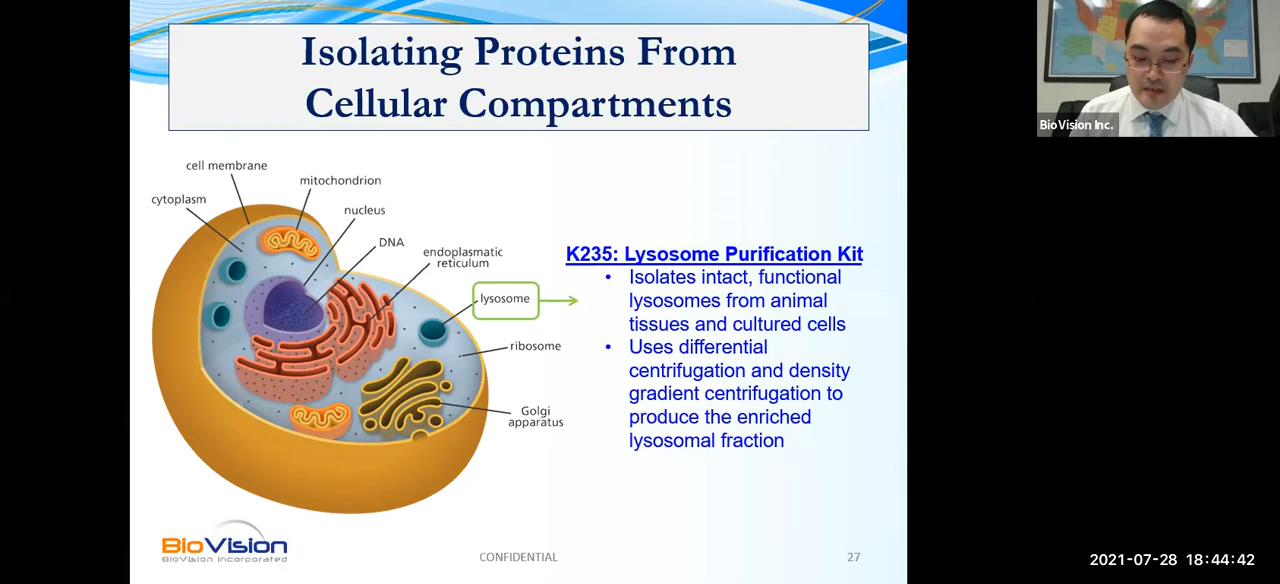 Isolating Proteins From
Cellular Compartments
BioVision Inc.
cell membrane
mitochondrion
cytoplasm
nucleus
DNA
endoplasmatic
reticulum
lysosome
ribosome
Golgi
apparatus
K235: Lysosome Purification Kit
• Isolates intact, functional
lysosomes from animal
tissues and cultured cells
• Uses differential
centrifugation and density
gradient centrifugation to
produce the enriched
lysosomal fraction
BioVision
BioVision Incorporated
CONFIDENTIAL
27
2021-07-28 18:44:42